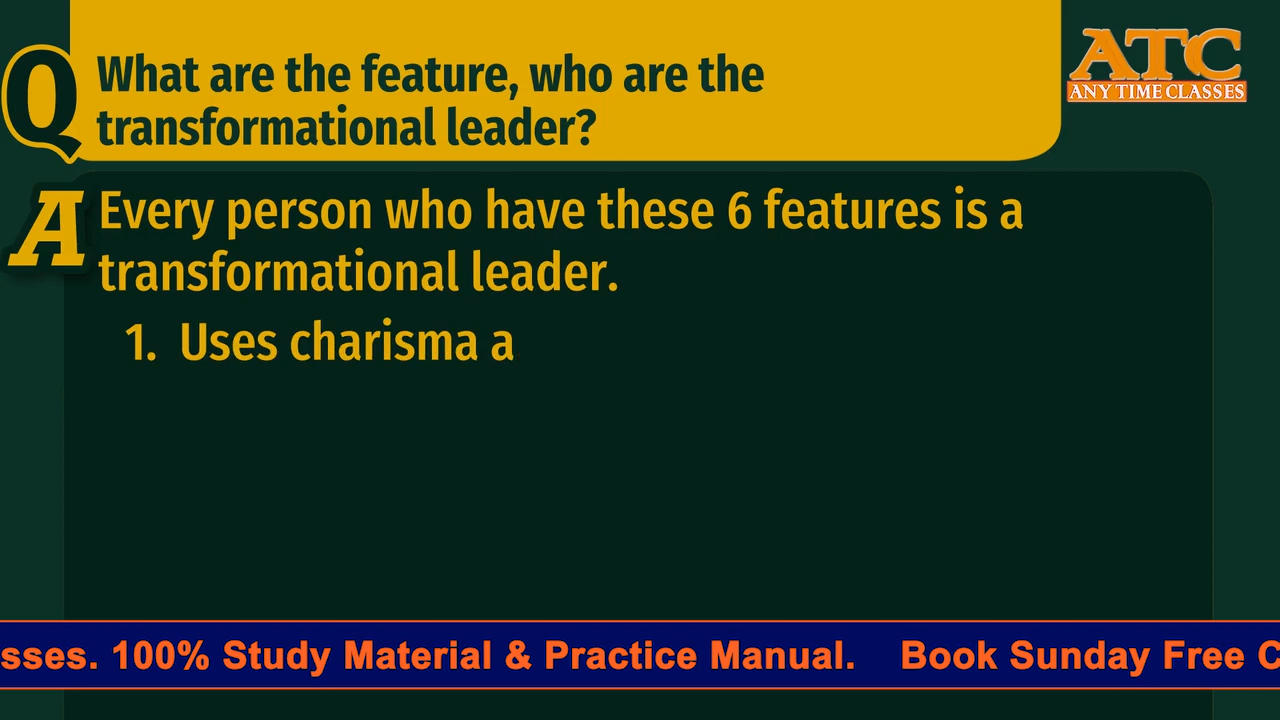 Q
What are the feature, who are the
transformational leader?
ATC
ANY TIME CLASSES
A
Every person who have these 6 features is a
transformational leader.
1. Uses charisma a
sses. 100% Study Material & Practice Manual. Book Sunday Free C